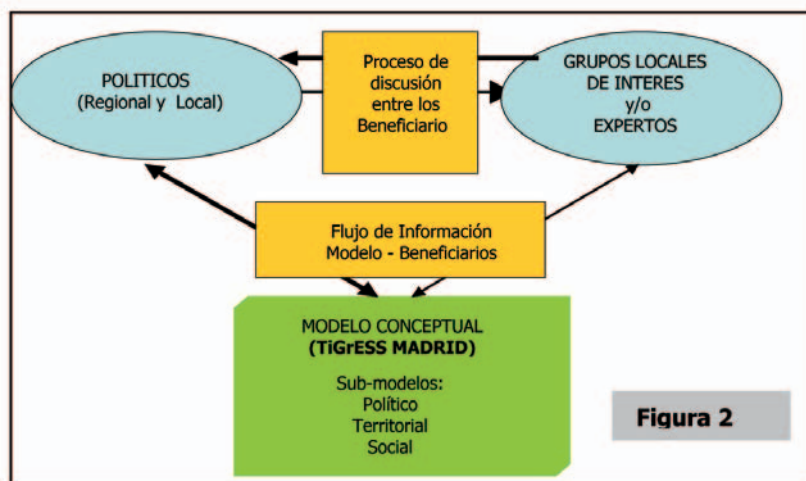 POLITICOS
(Regional y Local)
Proceso de
discusión
entre los
Beneficiario
GRUPOS LOCALES
DE INTERES
y/o
EXPERTOS
Flujo de Información
Modelo - Beneficiarios
MODELO CONCEPTUAL
(TiGrESS MADRID)
Sub-modelos:
Político
Territorial
Social
Figura 2